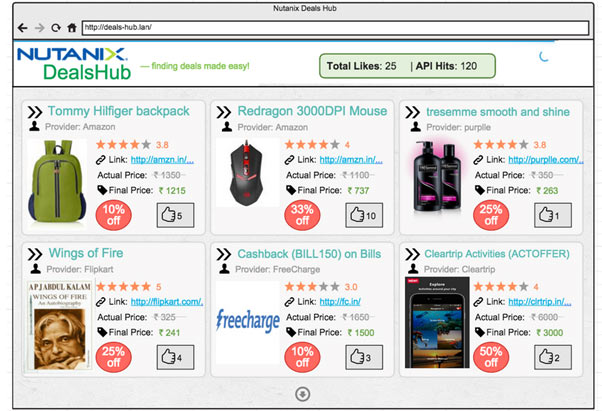 Nutanix Deals Hub
http://deals-hub.lan/
NUTANIX
DealsHub
— finding deals made easy!
Total Likes: 25 | API Hits: 120
Tommy Hilfiger backpack
Provider: Amazon
3.8
Link: http://amzn.in/...
Actual Price: ₹ 1350
Final Price: ₹ 1215
10%
off
5
Redragon 3000DPI Mouse
Provider: Amazon
4
Link: http://amzn.in/...
Actual Price: ₹ 1100
Final Price: ₹ 737
33%
off
10
tresemme smooth and shine
Provider: purplle
3.8
Link: http://purplle.com/..
Actual Price: ₹ 350
Final Price: ₹ 263
25%
off
1
Wings of Fire
Provider: Flipkart
A P J ABDUL KALAM
WINGS OF FIRE
An Autobiography
5
Link: http://flipkart.com/.
Actual Price: ₹ 325
Final Price: ₹ 241
25%
off
4
Cashback (BILL150) on Bills
Provider: FreeCharge
freecharge
3.0
Link: http://fc.in/
Actual Price: ₹ 1650
Final Price: ₹ 1500
10%
off
3
Cleartrip Activities (ACTOFFER)
Provider: Cleartrip
NEW!
Explore
Activities around your city
4
Link: http://clrtrip.in/...
Actual Price: ₹ 6000
Final Price: ₹ 3000
50%
off
2